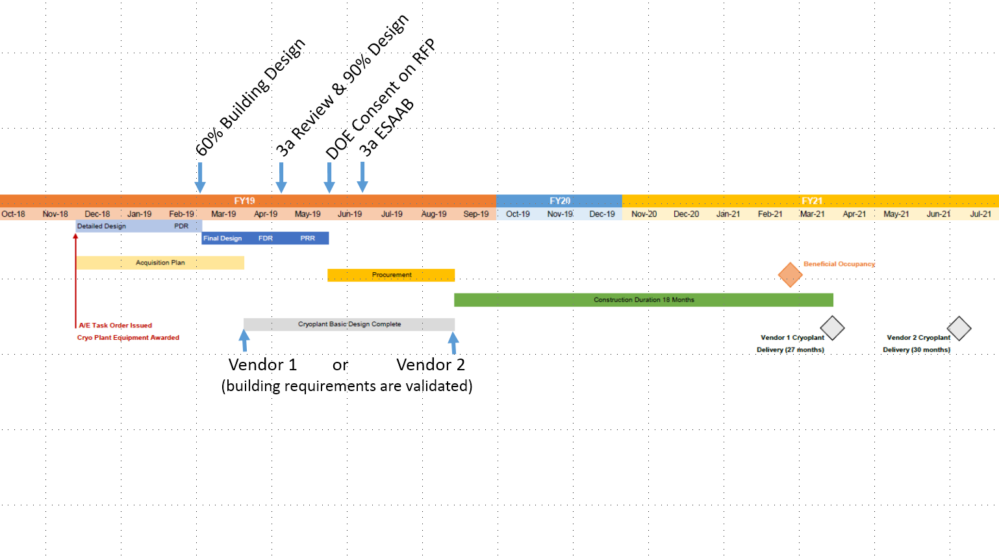 60% Building Design
3a Review & 90% Design
DOE Consent on RFP
3a ESAAB
FY19 FY20 FY21
Oct-18 Nov-18 Dec-18 Jan-19 Feb-19 Mar-19 Apr-19 May-19 Jun-19 Jul-19 Aug-19 Sep-19 Oct-19 Nov-19 Dec-19 Nov-20 Dec-20 Jan-21 Feb-21 Mar-21 Apr-21 May-21 Jun-21 Jul-21
Detailed Design PDR
Final Design FDR PRR
Acquisition Plan
Beneficial Occupancy
Procurement
Construction Duration 18 Months
A/E Task Order Issued
Cryo Plant Equipment Awarded
Cryoplant Basic Design Complete
Vendor 1 Cryoplant
Delivery (27 months)
Vendor 2 Cryoplant
Delivery (30 months)
Vendor 1 or Vendor 2
(building requirements are validated)